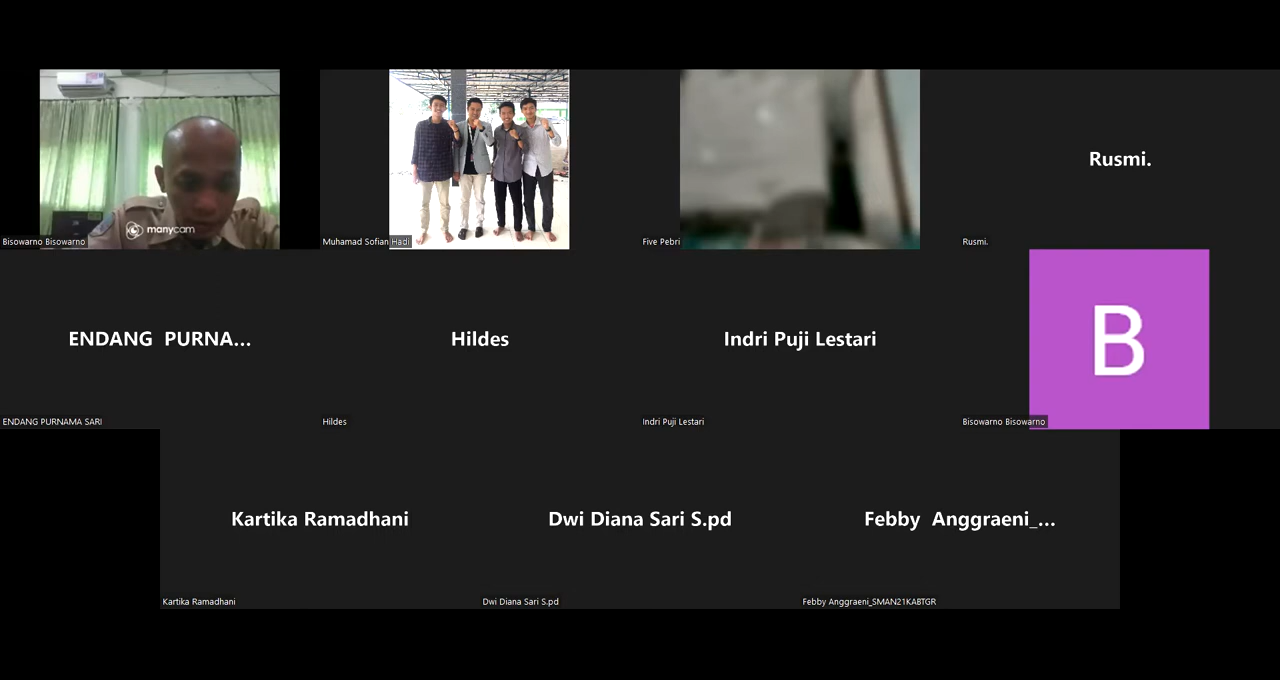 manycam
Bisowarno Bisowarno
Muhamad Sofian Hadi
Five Pebri
Rusmi.
Rusmi.
ENDANG PURNA...
ENDANG PURNAMA SARI
Hildes
Hildes
Indri Puji Lestari
Indri Puji Lestari
B
Bisowarno Bisowarno
Kartika Ramadhani
Kartika Ramadhani
Dwi Diana Sari S.pd
Dwi Diana Sari S.pd
Febby Anggraeni_...
Febby Anggraeni_SMAN21KABTGR